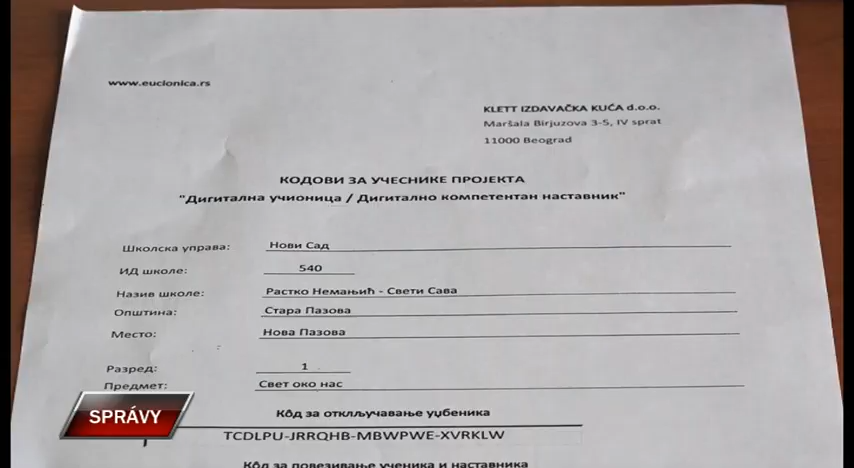 www.eucionica.rs
KLETT IZDAVAČKA KUĆA d.o.o.
Maršala Birjuzova 3-5, IV sprat
11000 Beograd
КОДОВИ ЗА УЧЕСНИКЕ ПРОЈЕКТА
"Дигитална учионица / Дигитално компетентан наставник"
Школска управа: Нови Сад
ИД школе: 540
Назив школе: Растко Немањић - Свети Сава
Општина: Стара Пазова
Место: Нова Пазова
Разред: 1
Предмет: Свет око нас
SPRÁVY
Кôд за откључавање уџбеника
TCDLPU-JRRQHB-MBWPWE-XVRKLW
Кôд за повезивање ученика и наставника